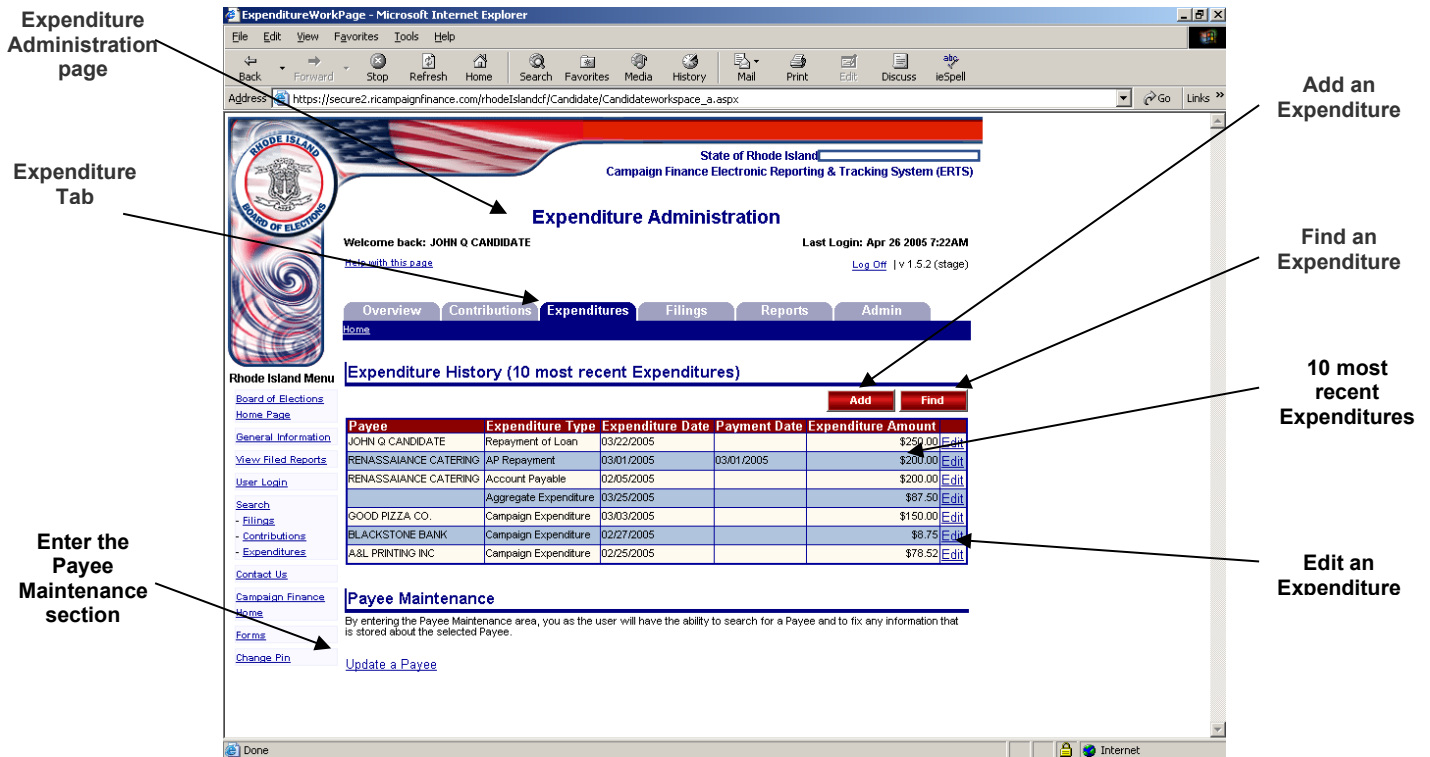 Expenditure
Administration
page
Expenditure
Tab
Enter the
Payee
Maintenance
section
ExpenditureWorkPage - Microsoft Internet Explorer
File Edit View Favorites Tools Help
Back Forward Stop Refresh Home Search Favorites Media History Mail Print Edit Discuss ieSpell
Address https://secure2.ricampaignfinance.com/rhodeIslandcf/Candidate/Candidateworkspace_a.aspx Go Links »
RHODE ISLAND
BOARD OF ELECTIONS
State of Rhode Island
Campaign Finance Electronic Reporting & Tracking System (ERTS)
Expenditure Administration
Welcome back: JOHN Q CANDIDATE Last Login: Apr 26 2005 7:22AM
Help with this page Log Off | v 1.5.2 (stage)
Overview Contributions Expenditures Filings Reports Admin
Home
Rhode Island Menu
Board of Elections
Home Page
General Information
View Filed Reports
User Login
Search
- Filings
- Contributions
- Expenditures
Contact Us
Campaign Finance
Home
Forms
Change Pin
Expenditure History (10 most recent Expenditures)
Add Find
Payee Expenditure Type Expenditure Date Payment Date Expenditure Amount
JOHN Q CANDIDATE Repayment of Loan 03/22/2005 $250.00 Edit
RENASSAIANCE CATERING AP Repayment 03/01/2005 03/01/2005 $200.00 Edit
RENASSAIANCE CATERING Account Payable 02/05/2005 $200.00 Edit
Aggregate Expenditure 03/25/2005 $87.50 Edit
GOOD PIZZA CO. Campaign Expenditure 03/03/2005 $150.00 Edit
BLACKSTONE BANK Campaign Expenditure 02/27/2005 $8.75 Edit
A&L PRINTING INC Campaign Expenditure 02/25/2005 $78.52 Edit
Payee Maintenance
By entering the Payee Maintenance area, you as the user will have the ability to search for a Payee and to fix any information that
is stored about the selected Payee.
Update a Payee
Done Internet
Add an
Expenditure
Find an
Expenditure
10 most
recent
Expenditures
Edit an
Expenditure